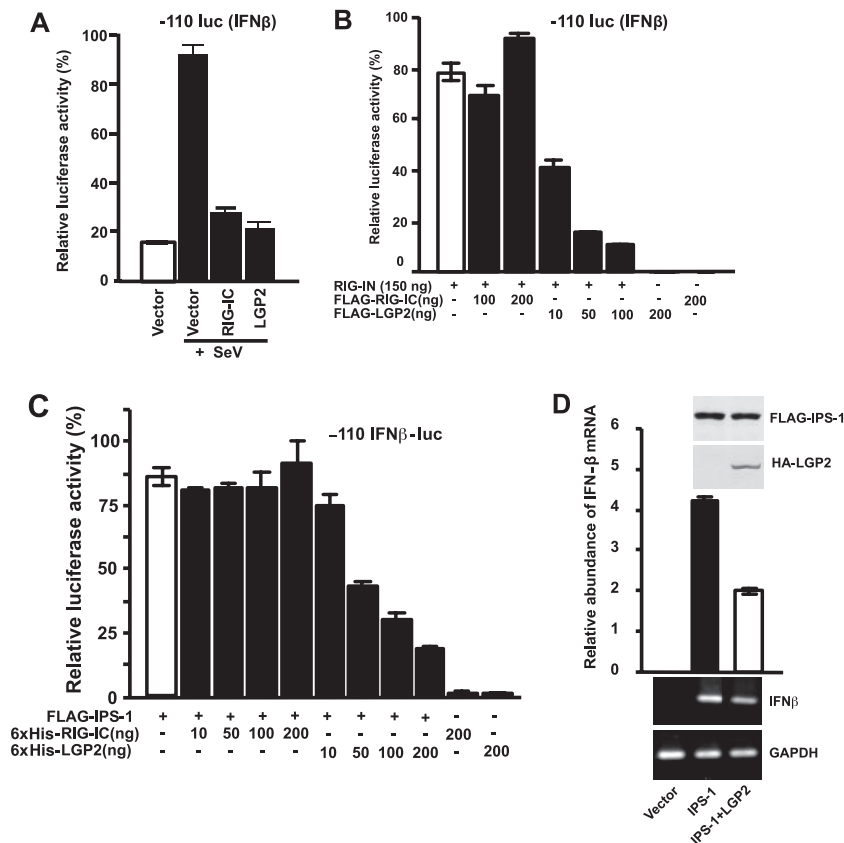 A
-110 luc (IFNβ)
Relative luciferase activity (%)
100
80
60
40
20
0
Vector
Vector
RIG-IC
LGP2
+ SeV
B
-110 luc (IFNβ)
Relative luciferase activity (%)
100
80
60
40
20
0
RIG-IN (150 ng) + + + + + + - -
FLAG-RIG-IC(ng) - 100 200 - - - - 200
FLAG-LGP2(ng) - - - 10 50 100 200 -
C
–110 IFNβ-luc
Relative luciferase activity (%)
100
75
50
25
0
FLAG-IPS-1 + + + + + + + + + - -
6xHis-RIG-IC(ng) - 10 50 100 200 - - - - 200 -
6xHis-LGP2(ng) - - - - - 10 50 100 200 - 200
D
Relative abundance of IFN-β mRNA
6
5
4
3
2
1
0
FLAG-IPS-1
HA-LGP2
IFNβ
GAPDH
Vector
IPS-1
IPS-1+LGP2